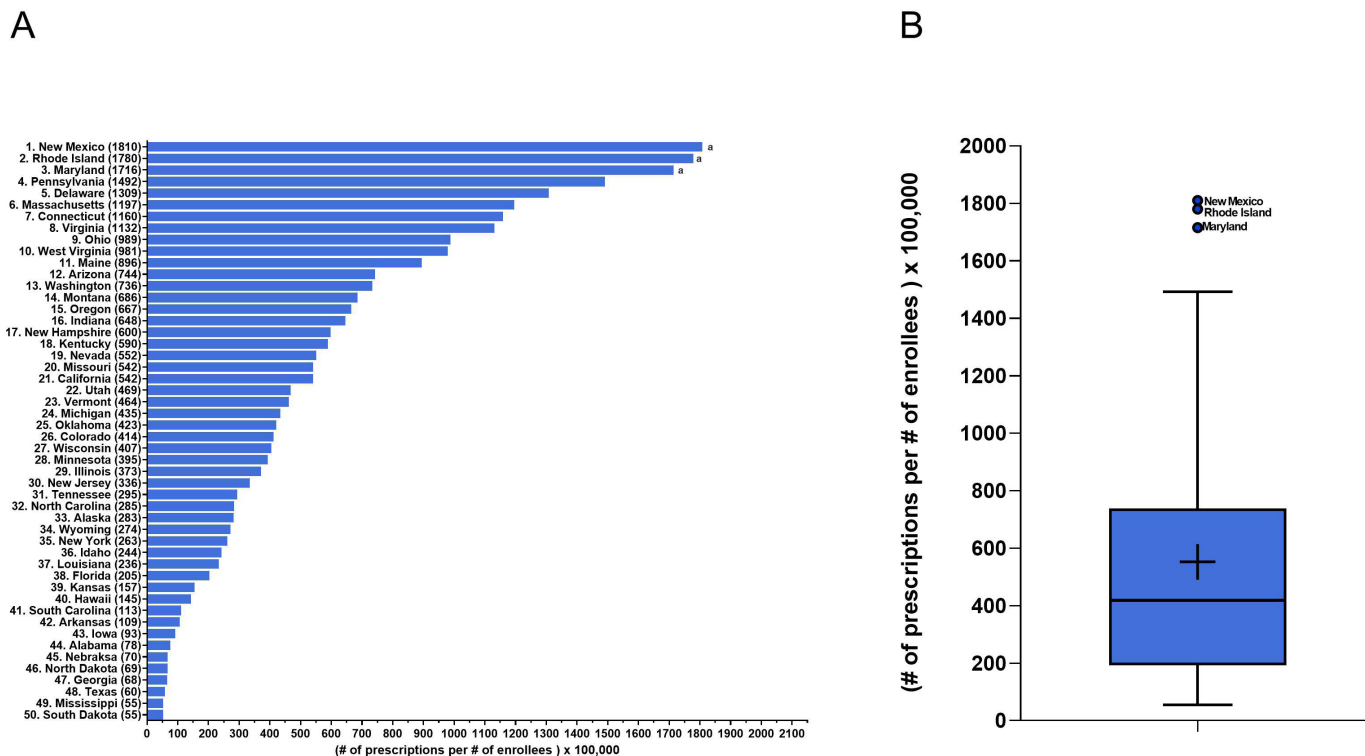 A
1. New Mexico (1810)
2. Rhode Island (1780)
3. Maryland (1716)
4. Pennsylvania (1492)
5. Delaware (1309)
6. Massachusetts (1197)
7. Connecticut (1160)
8. Virginia (1132)
9. Ohio (989)
10. West Virginia (981)
11. Maine (896)
12. Arizona (744)
13. Washington (736)
14. Montana (686)
15. Oregon (667)
16. Indiana (648)
17. New Hampshire (600)
18. Kentucky (590)
19. Nevada (552)
20. Missouri (542)
21. California (542)
22. Utah (469)
23. Vermont (464)
24. Michigan (435)
25. Oklahoma (423)
26. Colorado (414)
27. Wisconsin (407)
28. Minnesota (395)
29. Illinois (373)
30. New Jersey (336)
31. Tennessee (295)
32. North Carolina (285)
33. Alaska (283)
34. Wyoming (274)
35. New York (263)
36. Idaho (244)
37. Louisiana (236)
38. Florida (205)
39. Kansas (157)
40. Hawaii (145)
41. South Carolina (113)
42. Arkansas (109)
43. Iowa (93)
44. Alabama (78)
45. Nebraksa (70)
46. North Dakota (69)
47. Georgia (68)
48. Texas (60)
49. Mississippi (55)
50. South Dakota (55)
a
a
a
0 100 200 300 400 500 600 700 800 900 1000 1100 1200 1300 1400 1500 1600 1700 1800 1900 2000 2100
(# of prescriptions per # of enrollees ) x 100,000
B
(# of prescriptions per # of enrollees ) x 100,000
2000
1800
1600
1400
1200
1000
800
600
400
200
0
New Mexico
Rhode Island
Maryland